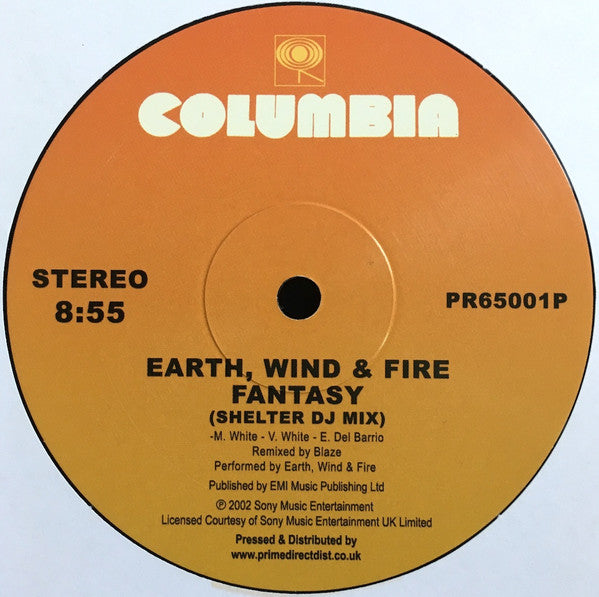 COLUMBIA
STEREO
8:55
PR65001P
EARTH, WIND & FIRE
FANTASY
(SHELTER DJ MIX)
-M. White - V. White - E. Del Barrio
Remixed by Blaze
Performed by Earth, Wind & Fire
Published by EMI Music Publishing Ltd
℗ 2002 Sony Music Entertainment
Licensed Courtesy of Sony Music Entertainment UK Limited
Pressed & Distributed by
www.primedirectdist.co.uk